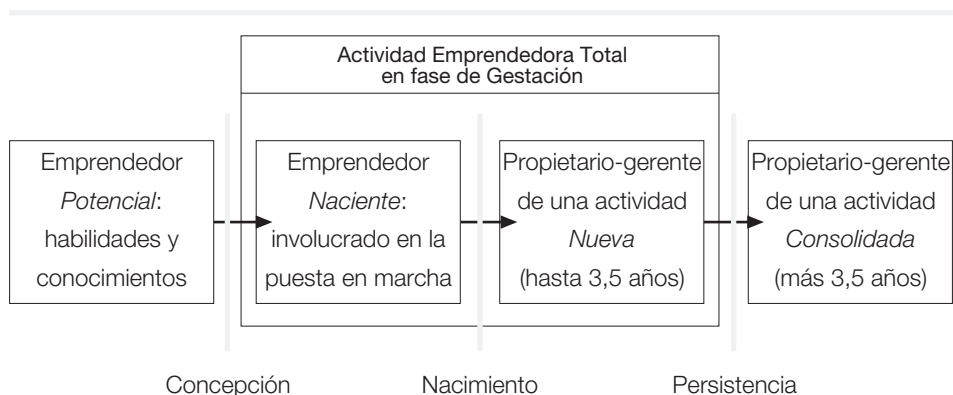 Actividad Emprendedora Total
en fase de Gestación
Emprendedor
Potencial:
habilidades y
conocimientos
Emprendedor
Naciente:
involucrado en la
puesta en marcha
Propietario-gerente
de una actividad
Nueva
(hasta 3,5 años)
Propietario-gerente
de una actividad
Consolidada
(más 3,5 años)
Concepción
Nacimiento
Persistencia